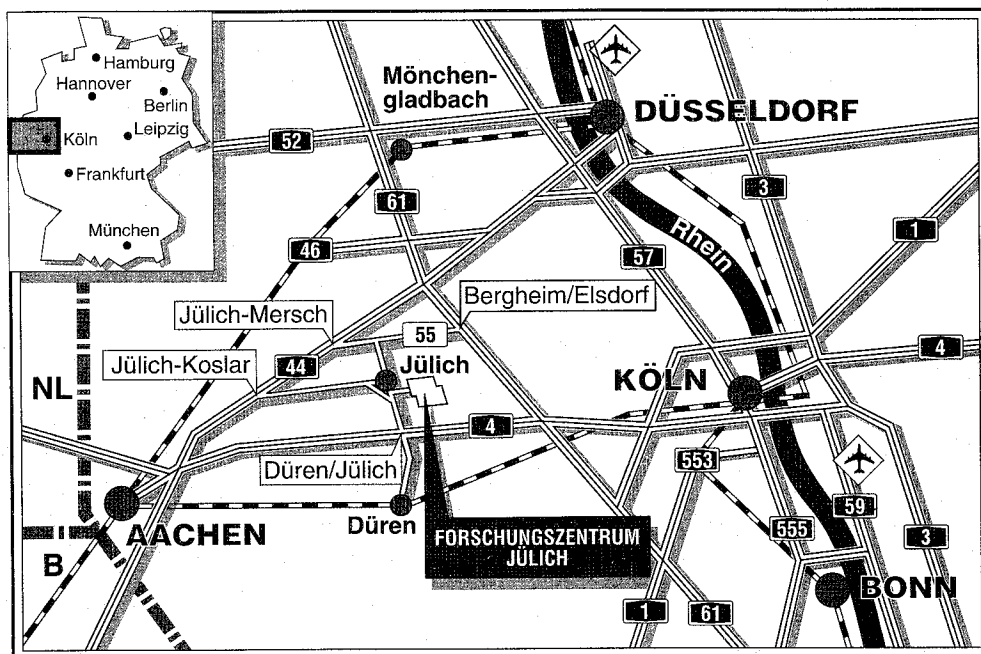 Hamburg
Hannover
Berlin
Köln
Leipzig
Frankfurt
München
Mönchen-
gladbach
DÜSSELDORF
52
3
61
1
46
57
Rhein
Bergheim/Elsdorf
Jülich-Mersch
55
4
Jülich-Koslar
44
Jülich
KÖLN
NL
4
553
Düren/Jülich
AACHEN
Düren
FORSCHUNGSZENTRUM
JÜLICH
59
555
3
B
BONN
1
61